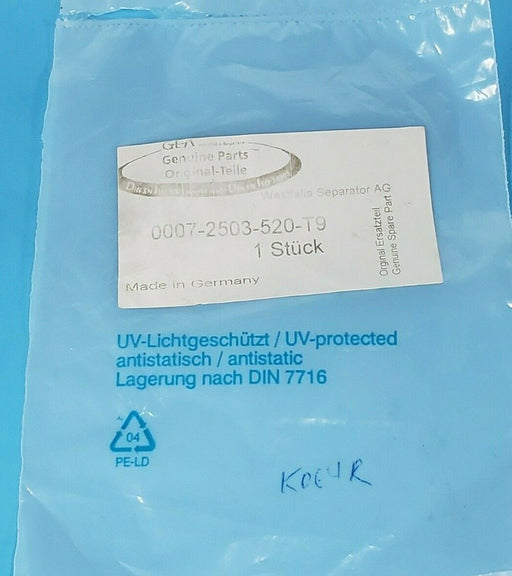 GEA
Genuine Parts
Original-Teile
Westfalia Separator AG
0007-2503-520-T9
1 Stück
Made in Germany
Orginal Ersatzteil
Genuine Spare Part
UV-Lichtgeschützt / UV-protected
antistatisch / antistatic
Lagerung nach DIN 7716
04
PE-LD